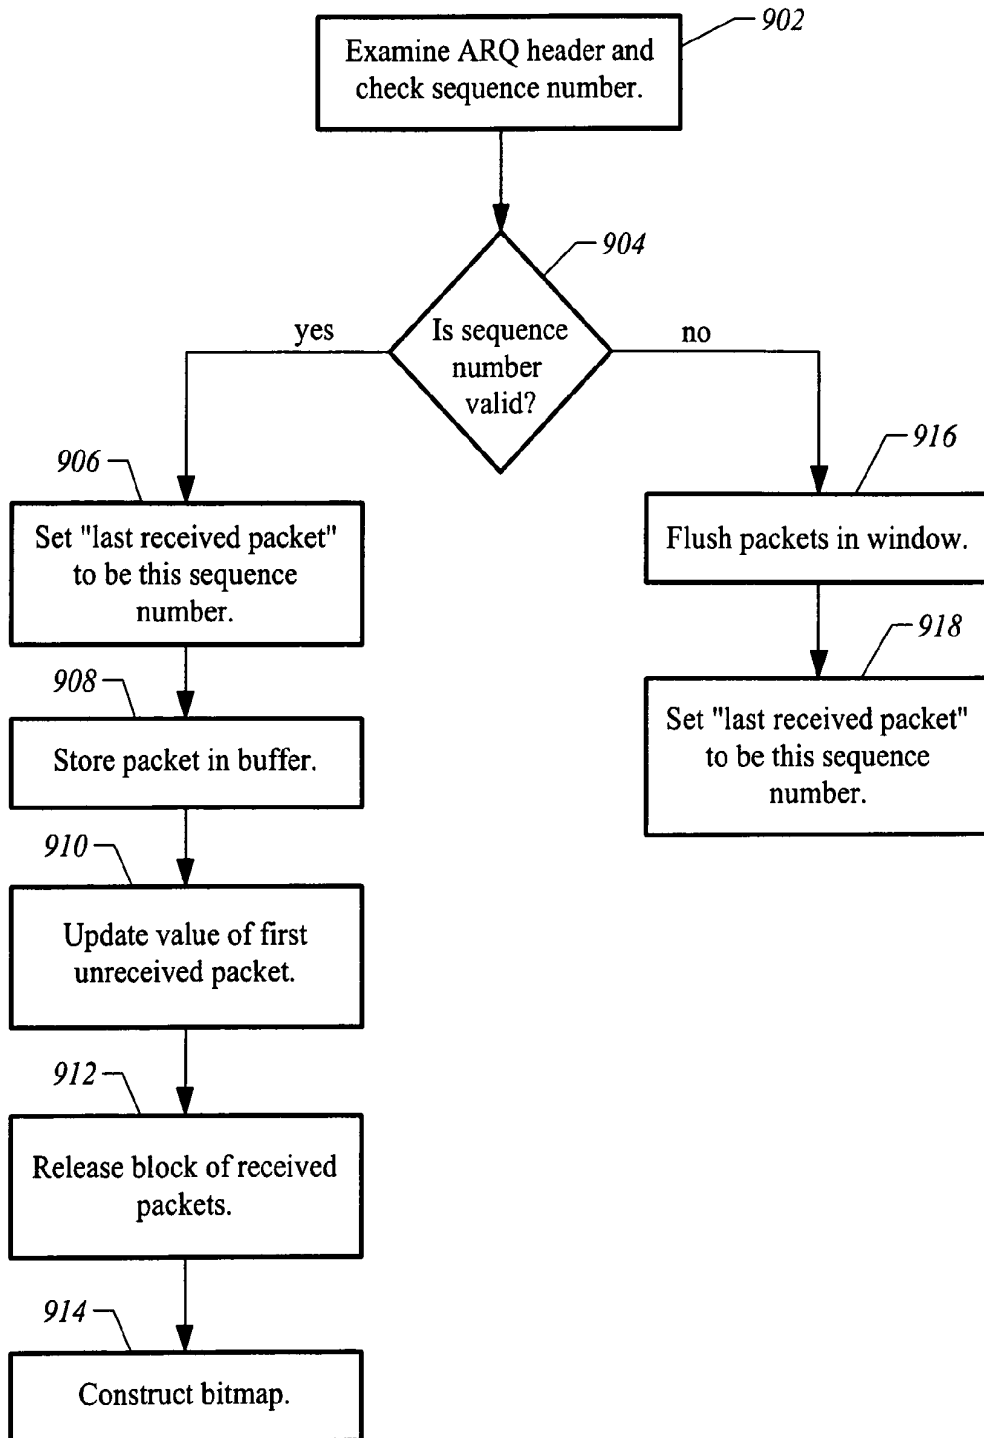 902
Examine ARQ header and
check sequence number.
904
Is sequence
number
valid?
yes
no
906
Set "last received packet"
to be this sequence
number.
908
Store packet in buffer.
910
Update value of first
unreceived packet.
912
Release block of received
packets.
914
Construct bitmap.
916
Flush packets in window.
918
Set "last received packet"
to be this sequence
number.